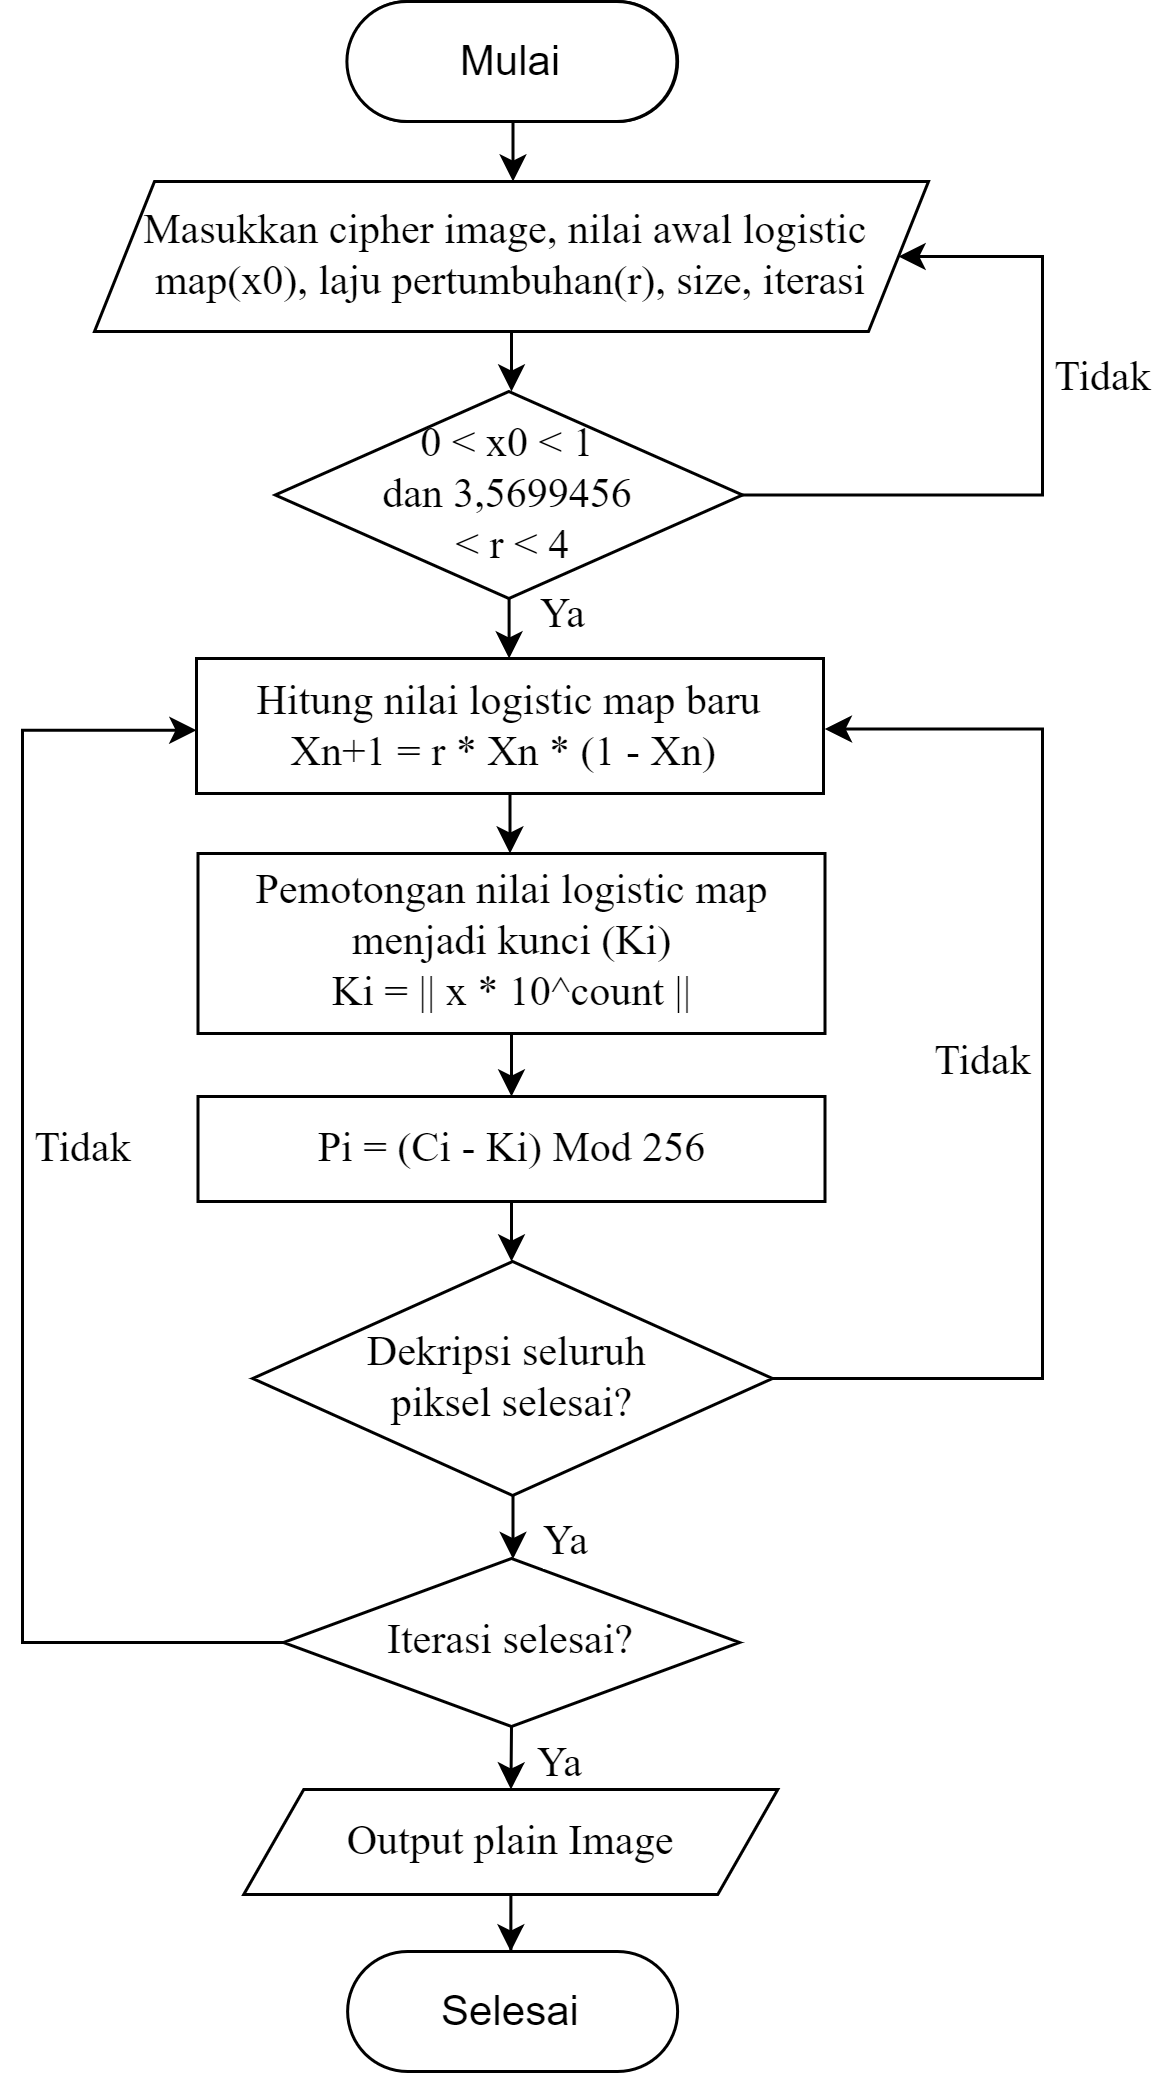 Mulai
Masukkan cipher image, nilai awal logistic
map(x0), laju pertumbuhan(r), size, iterasi
Tidak
0 < x0 < 1
dan 3,5699456
< r < 4
Ya
Hitung nilai logistic map baru
Xn+1 = r * Xn * (1 - Xn)
Pemotongan nilai logistic map
menjadi kunci (Ki)
Ki = || x * 10^count ||
Tidak
Tidak
Pi = (Ci - Ki) Mod 256
Dekripsi seluruh
piksel selesai?
Ya
Iterasi selesai?
Ya
Output plain Image
Selesai